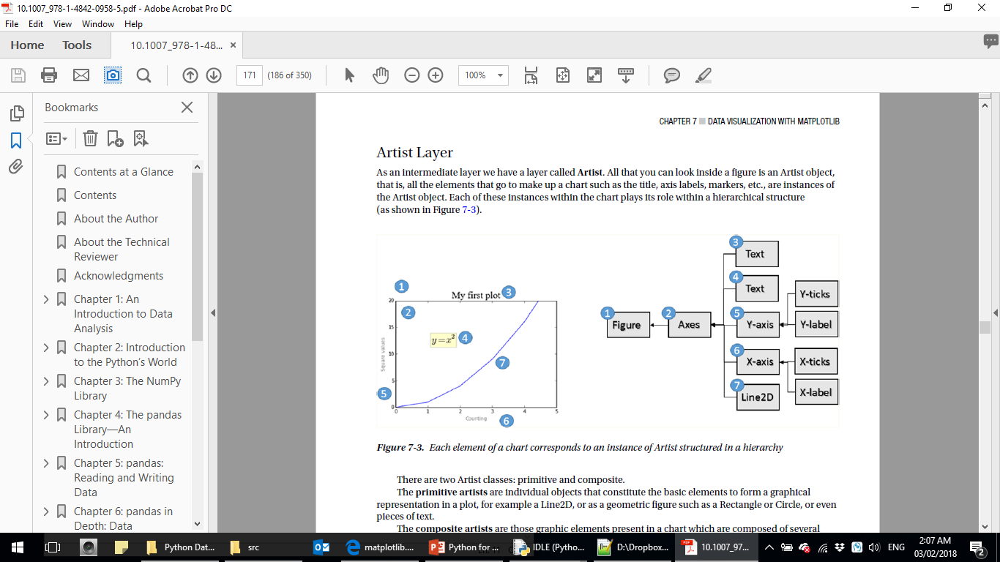 10.1007_978-1-4842-0958-5.pdf - Adobe Acrobat Pro DC
File Edit View Window Help
Home Tools 10.1007_978-1-48... ×
171 (186 of 350) 100%
Bookmarks
Contents at a Glance
Contents
About the Author
About the Technical
Reviewer
Acknowledgments
Chapter 1: An
Introduction to Data
Analysis
Chapter 2: Introduction
to the Python's World
Chapter 3: The NumPy
Library
Chapter 4: The pandas
Library—An
Introduction
Chapter 5: pandas:
Reading and Writing
Data
Chapter 6: pandas in
Depth: Data
CHAPTER 7 ■ DATA VISUALIZATION WITH MATPLOTLIB
Artist Layer
As an intermediate layer we have a layer called Artist. All that you can look inside a figure is an Artist object,
that is, all the elements that go to make up a chart such as the title, axis labels, markers, etc., are instances of
the Artist object. Each of these instances within the chart plays its role within a hierarchical structure
(as shown in Figure 7-3).
1
My first plot 3
20
2
15
y=x²
4
10
7
5
5
0
0 1 2 3 4 5
Square values
Counting
6
3
Text
4
Text
Y-ticks
1
Figure
2
Axes
5
Y-axis
Y-label
6
X-axis
X-ticks
7
Line2D
X-label
Figure 7-3. Each element of a chart corresponds to an instance of Artist structured in a hierarchy
There are two Artist classes: primitive and composite.
The primitive artists are individual objects that constitute the basic elements to form a graphical
representation in a plot, for example a Line2D, or as a geometric figure such as a Rectangle or Circle, or even
pieces of text.
The composite artists are those graphic elements present in a chart which are composed of several
Python Dat... src matplotlib.... Python for ... IDLE (Pytho... D:\Dropbox... 10.1007_97... ENG 2:07 AM
03/02/2018 2